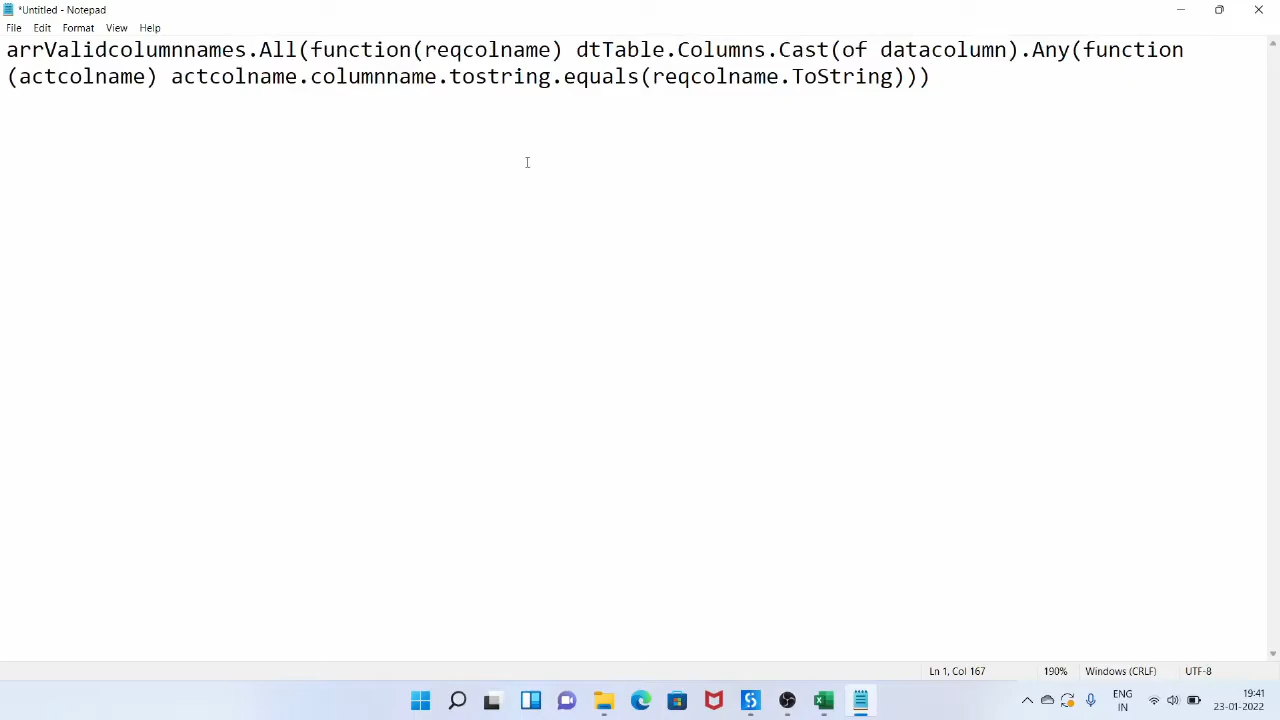 *Untitled - Notepad
File Edit Format View Help
arrValidcolumnnames.All(function(reqcolname) dtTable.Columns.Cast(of datacolumn).Any(function
(actcolname) actcolname.columnname.tostring.equals(reqcolname.ToString)))
Ln 1, Col 167 190% Windows (CRLF) UTF-8
ENG 19:41
IN 23-01-2022